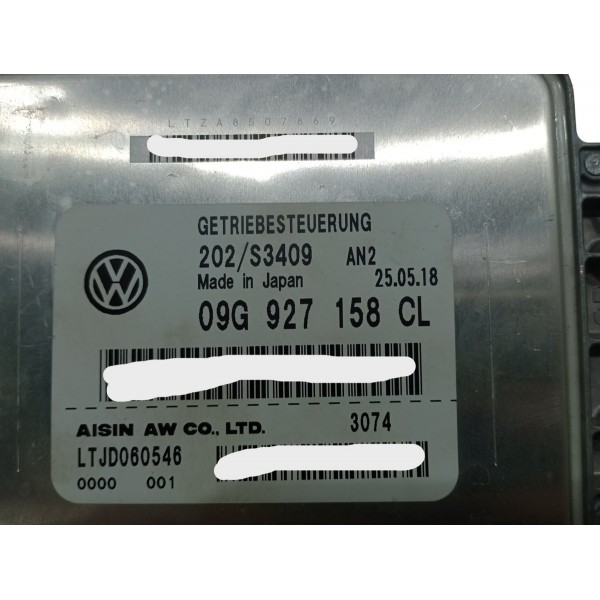 LTZA8507669
GETRIEBESTEUERUNG
202/S3409 AN2
Made in Japan 25.05.18
09G 927 158 CL
AISIN AW CO., LTD. 3074
LTJD060546
0000 001